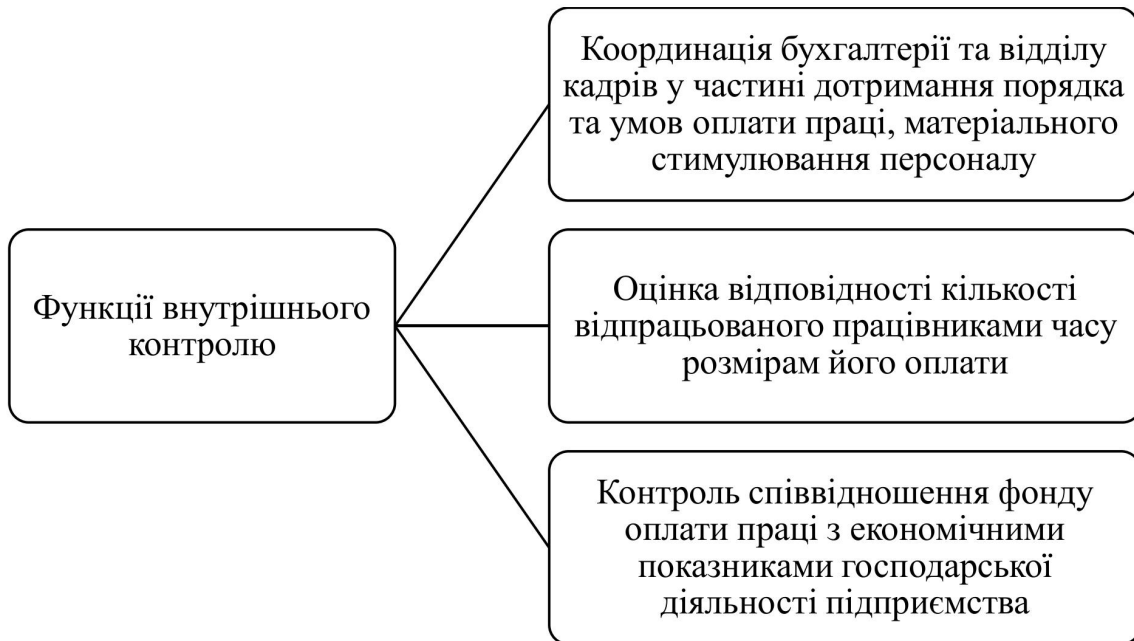 Функції внутрішнього
контролю
Координація бухгалтерії та відділу
кадрів у частині дотримання порядка
та умов оплати праці, матеріального
стимулювання персоналу
Оцінка відповідності кількості
відпрацьованого працівниками часу
розмірам його оплати
Контроль співвідношення фонду
оплати праці з економічними
показниками господарської
діяльності підприємства